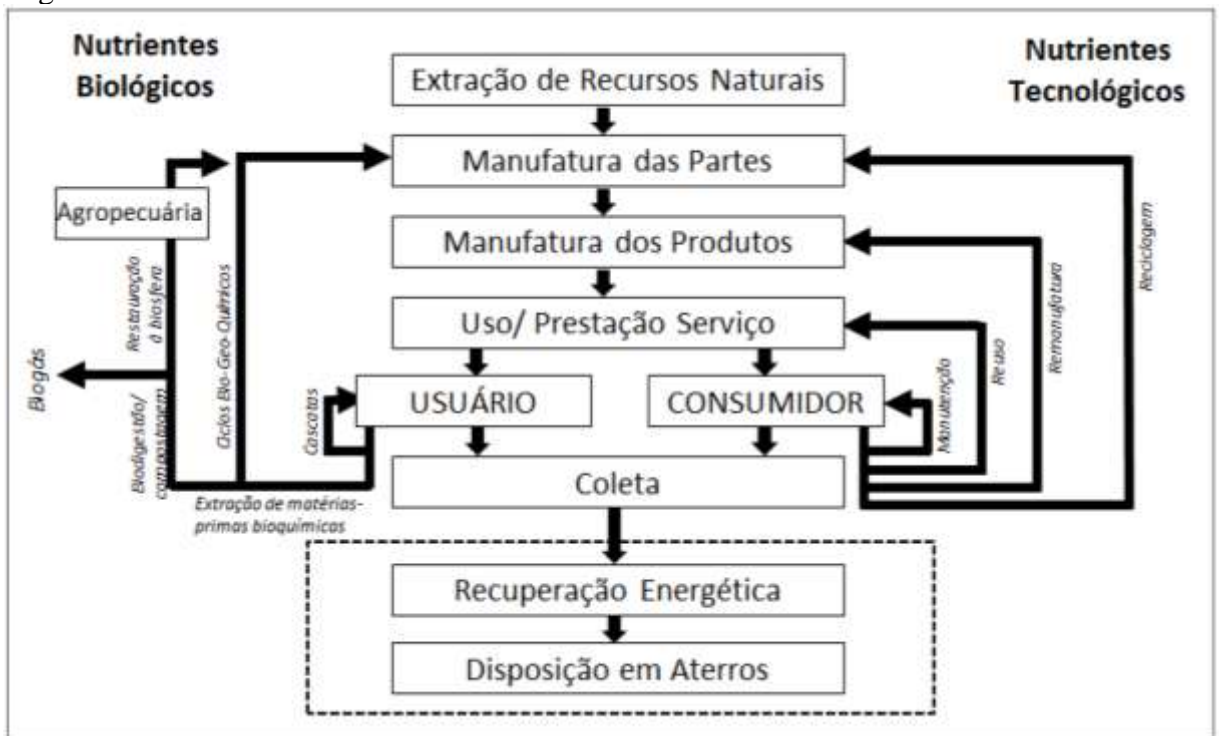 Nutrientes
Biológicos
Nutrientes
Tecnológicos
Extração de Recursos Naturais
Manufatura das Partes
Agropecuária
Manufatura dos Produtos
Uso/ Prestação Serviço
USUÁRIO
CONSUMIDOR
Coleta
Recuperação Energética
Disposição em Aterros
Restauração
à biosfera
Biogás
Biodigestão/
compostagem
Ciclos Bio-Geo-Químicos
Cascatas
Extração de matérias-
primas bioquímicos
Manutenção
Reuso
Remanufatura
Reciclagem